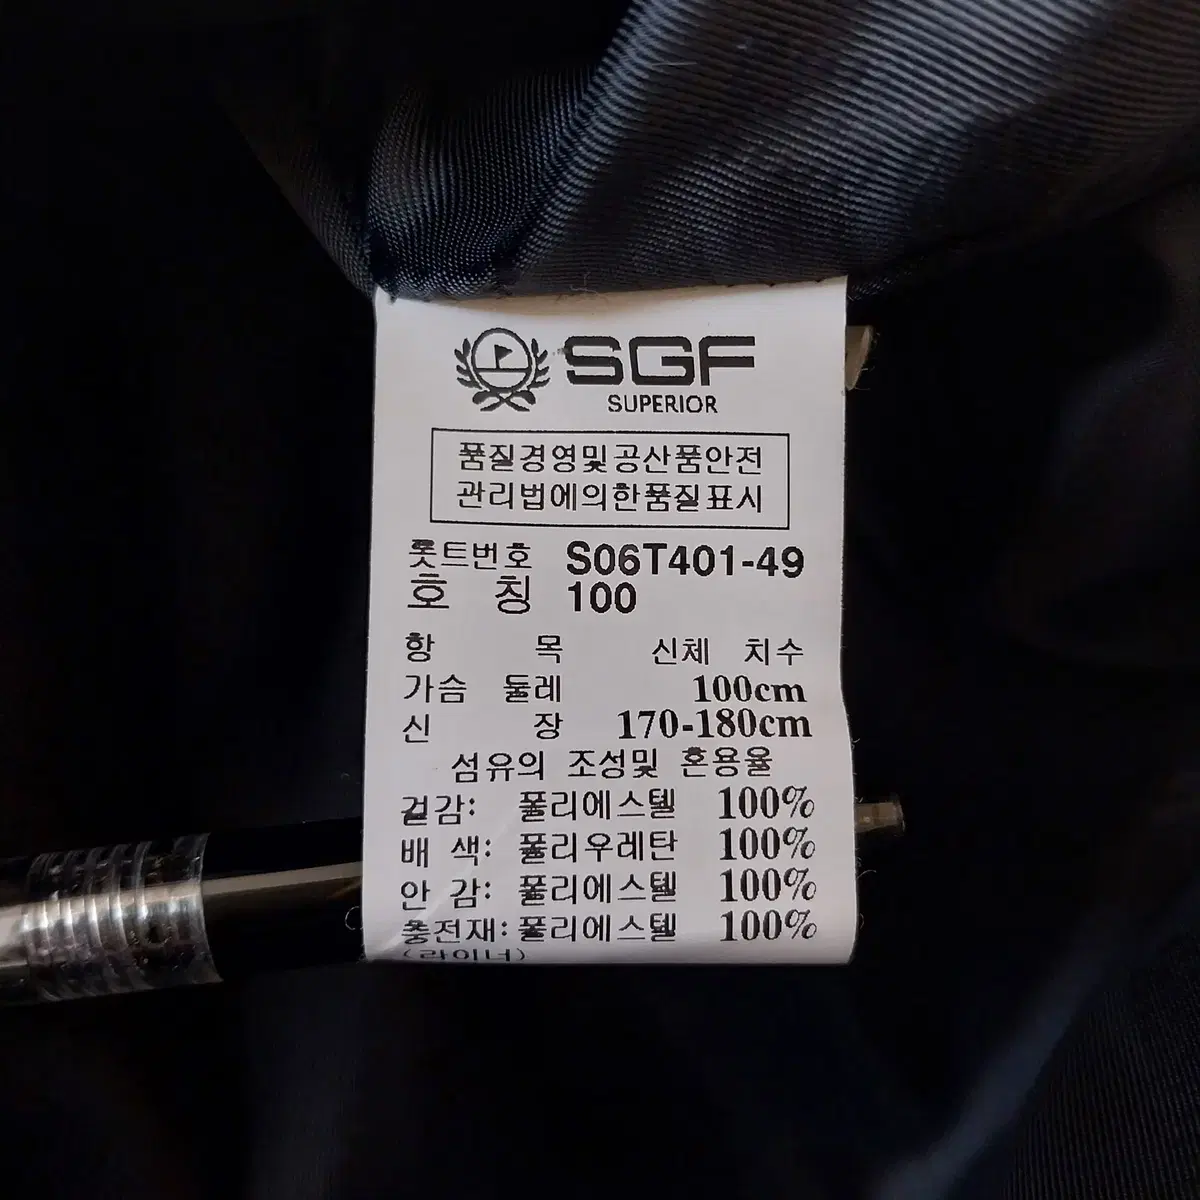 SGF
SUPERIOR
품질경영및공산품안전
관리법에의한품질표시
롯트번호 S06T401-49
호 칭 100
항 목 신체 치수
가슴 둘레 100cm
신 장 170-180cm
섬유의 조성및 혼용율
겉감: 폴리에스텔 100%
배 색: 폴리우레탄 100%
안 감: 폴리에스텔 100%
충전재: 폴리에스텔 100%
(라이너)